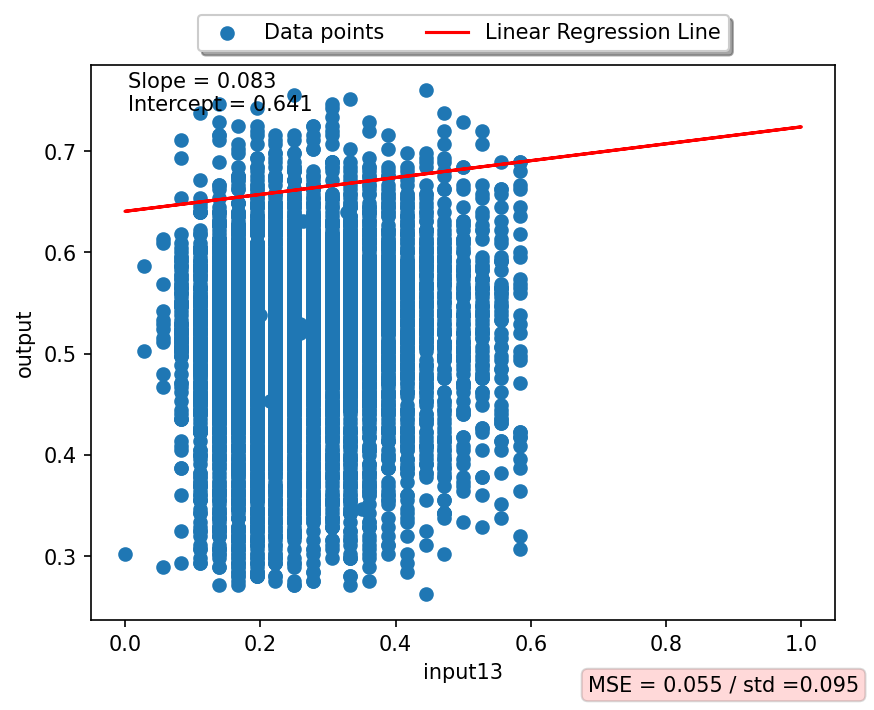 Data points
Linear Regression Line
Slope = 0.083
Intercept = 0.641
output
0.7
0.6
0.5
0.4
0.3
0.0
0.2
0.4
0.6
0.8
1.0
input13
MSE = 0.055 / std =0.095